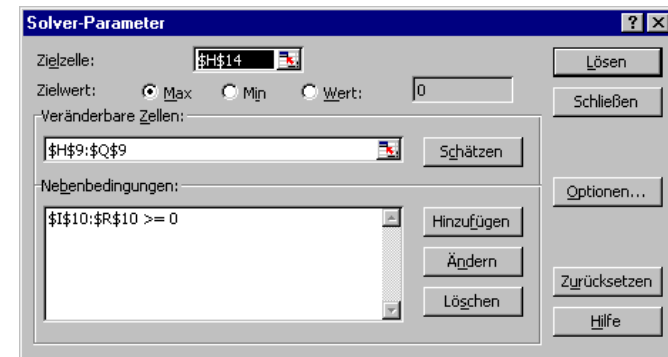 Solver-Parameter
Zielzelle: $H$14
Zielwert: Max Min Wert: 0
Veränderbare Zellen:
$H$9:$Q$9
Schätzen
Nebenbedingungen:
$I$10:$R$10 >= 0
Hinzufügen
Ändern
Löschen
Lösen
Schließen
Optionen...
Zurücksetzen
Hilfe